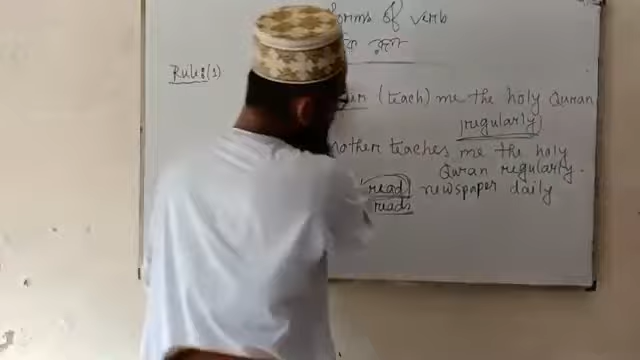 forms of verb
Rule:(1)
(teach) me the holy Quran
regularly
mother teaches me the holy
Quran regularly.
read newspaper daily
reads